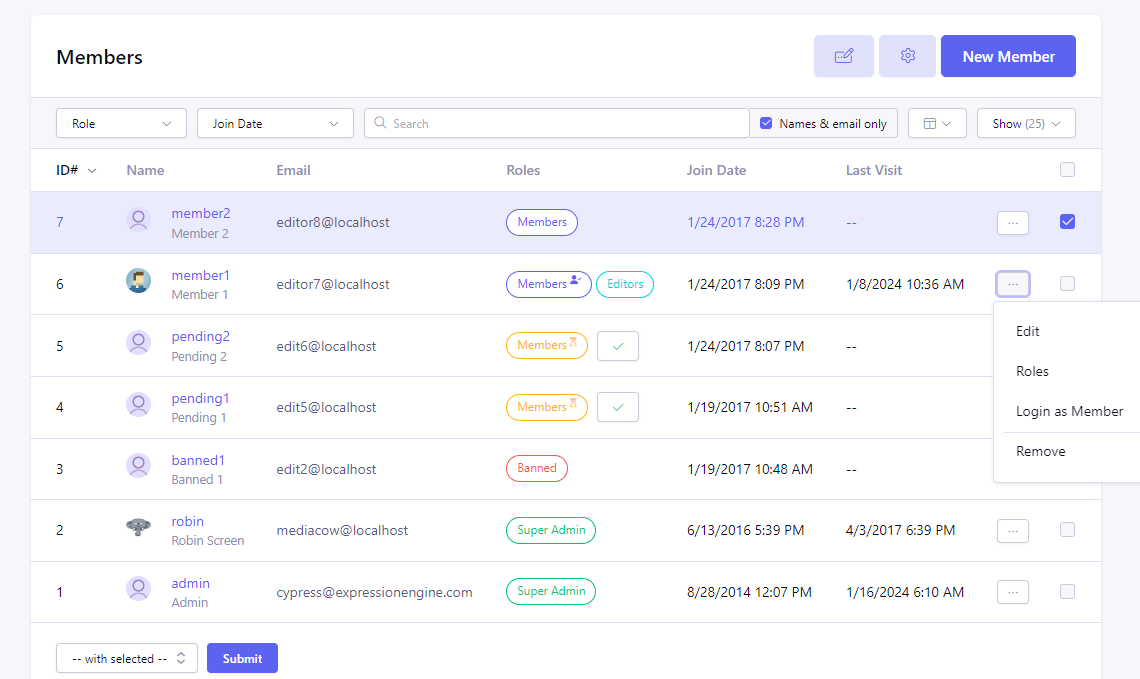 Members
New Member
Role
Join Date
Search
Names & email only
Show (25)
ID# Name Email Roles Join Date Last Visit
7 member2 editor8@localhost Members 1/24/2017 8:28 PM -- ...
Member 2
6 member1 editor7@localhost Members Editors 1/24/2017 8:09 PM 1/8/2024 10:36 AM ...
Member 1
Edit
Roles
Login as Member
Remove
5 pending2 edit6@localhost Members 1/24/2017 8:07 PM --
Pending 2
4 pending1 edit5@localhost Members 1/19/2017 10:51 AM --
Pending 1
3 banned1 edit2@localhost Banned 1/19/2017 10:48 AM --
Banned 1
2 robin mediacow@localhost Super Admin 6/13/2016 5:39 PM 4/3/2017 6:39 PM ...
Robin Screen
1 admin cypress@expressionengine.com Super Admin 8/28/2014 12:07 PM 1/16/2024 6:10 AM ...
Admin
-- with selected --
Submit